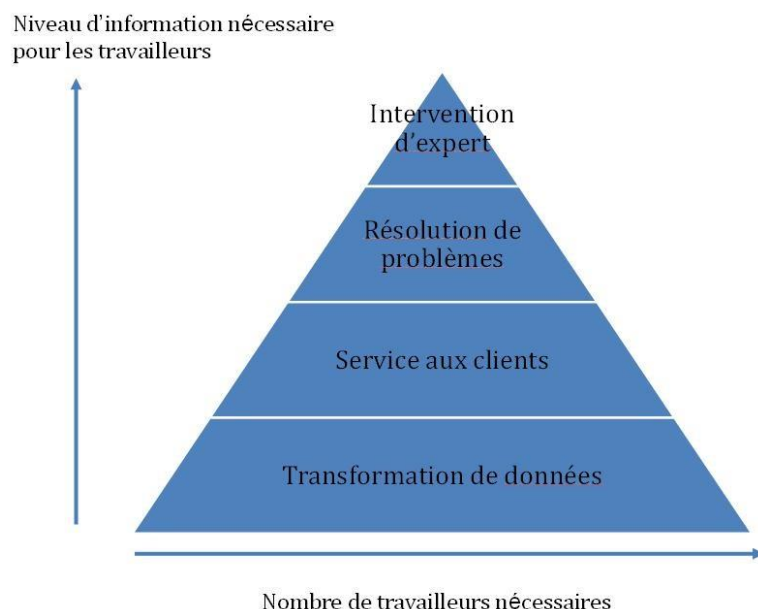 Niveau d'information nécessaire
pour les travailleurs
Intervention
d'expert
Résolution de
problèmes
Service aux clients
Transformation de données
Nombre de travailleurs nécessaires